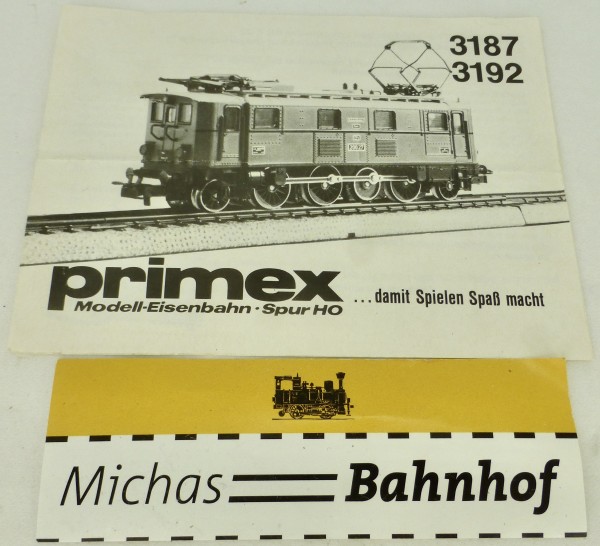 3187
3192
primex
Modell-Eisenbahn · Spur HO
...damit Spielen Spaß macht
Michas Bahnhof